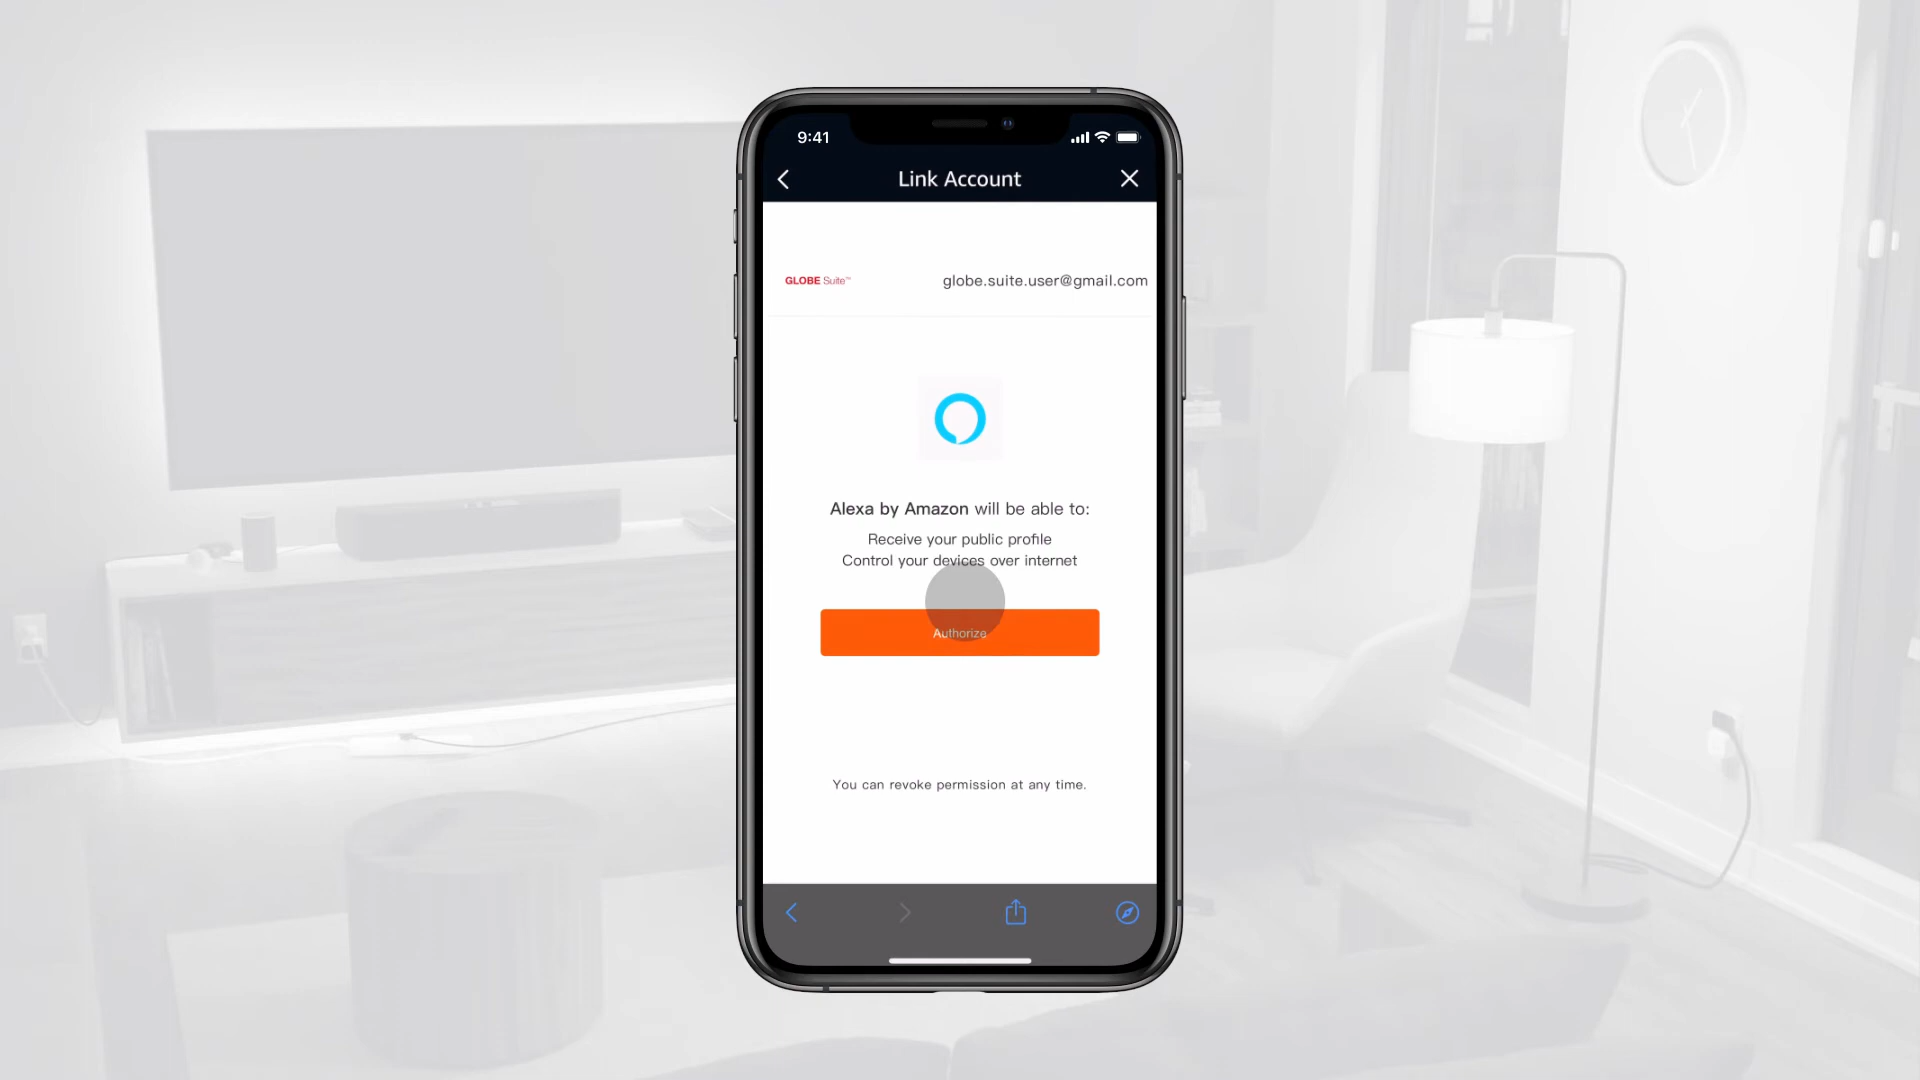 9:41
Link Account
GLOBE Suite™
globe.suite.user@gmail.com
Alexa by Amazon will be able to:
Receive your public profile
Control your devices over internet
Authorize
You can revoke permission at any time.